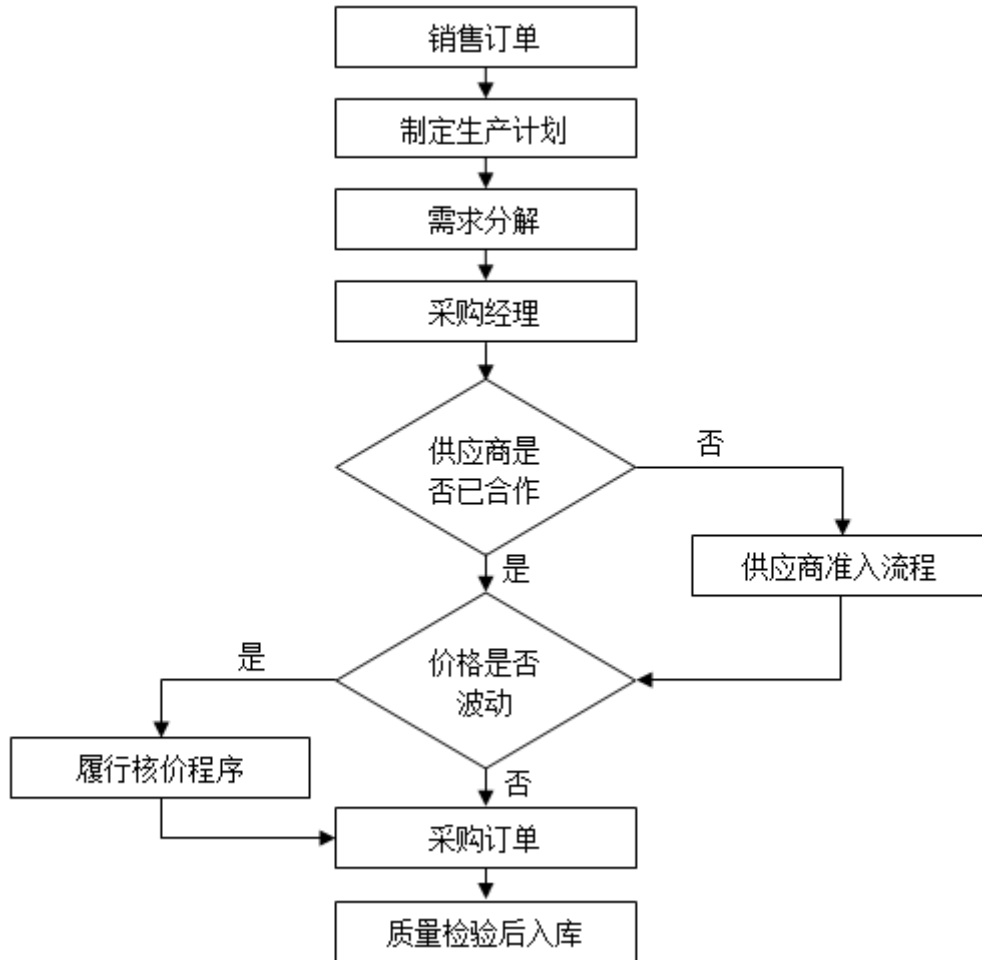 销售订单
制定生产计划
需求分解
采购经理
供应商是
否已合作
否
供应商准入流程
是
价格是否
波动
是
履行核价程序
否
采购订单
质量检验后入库